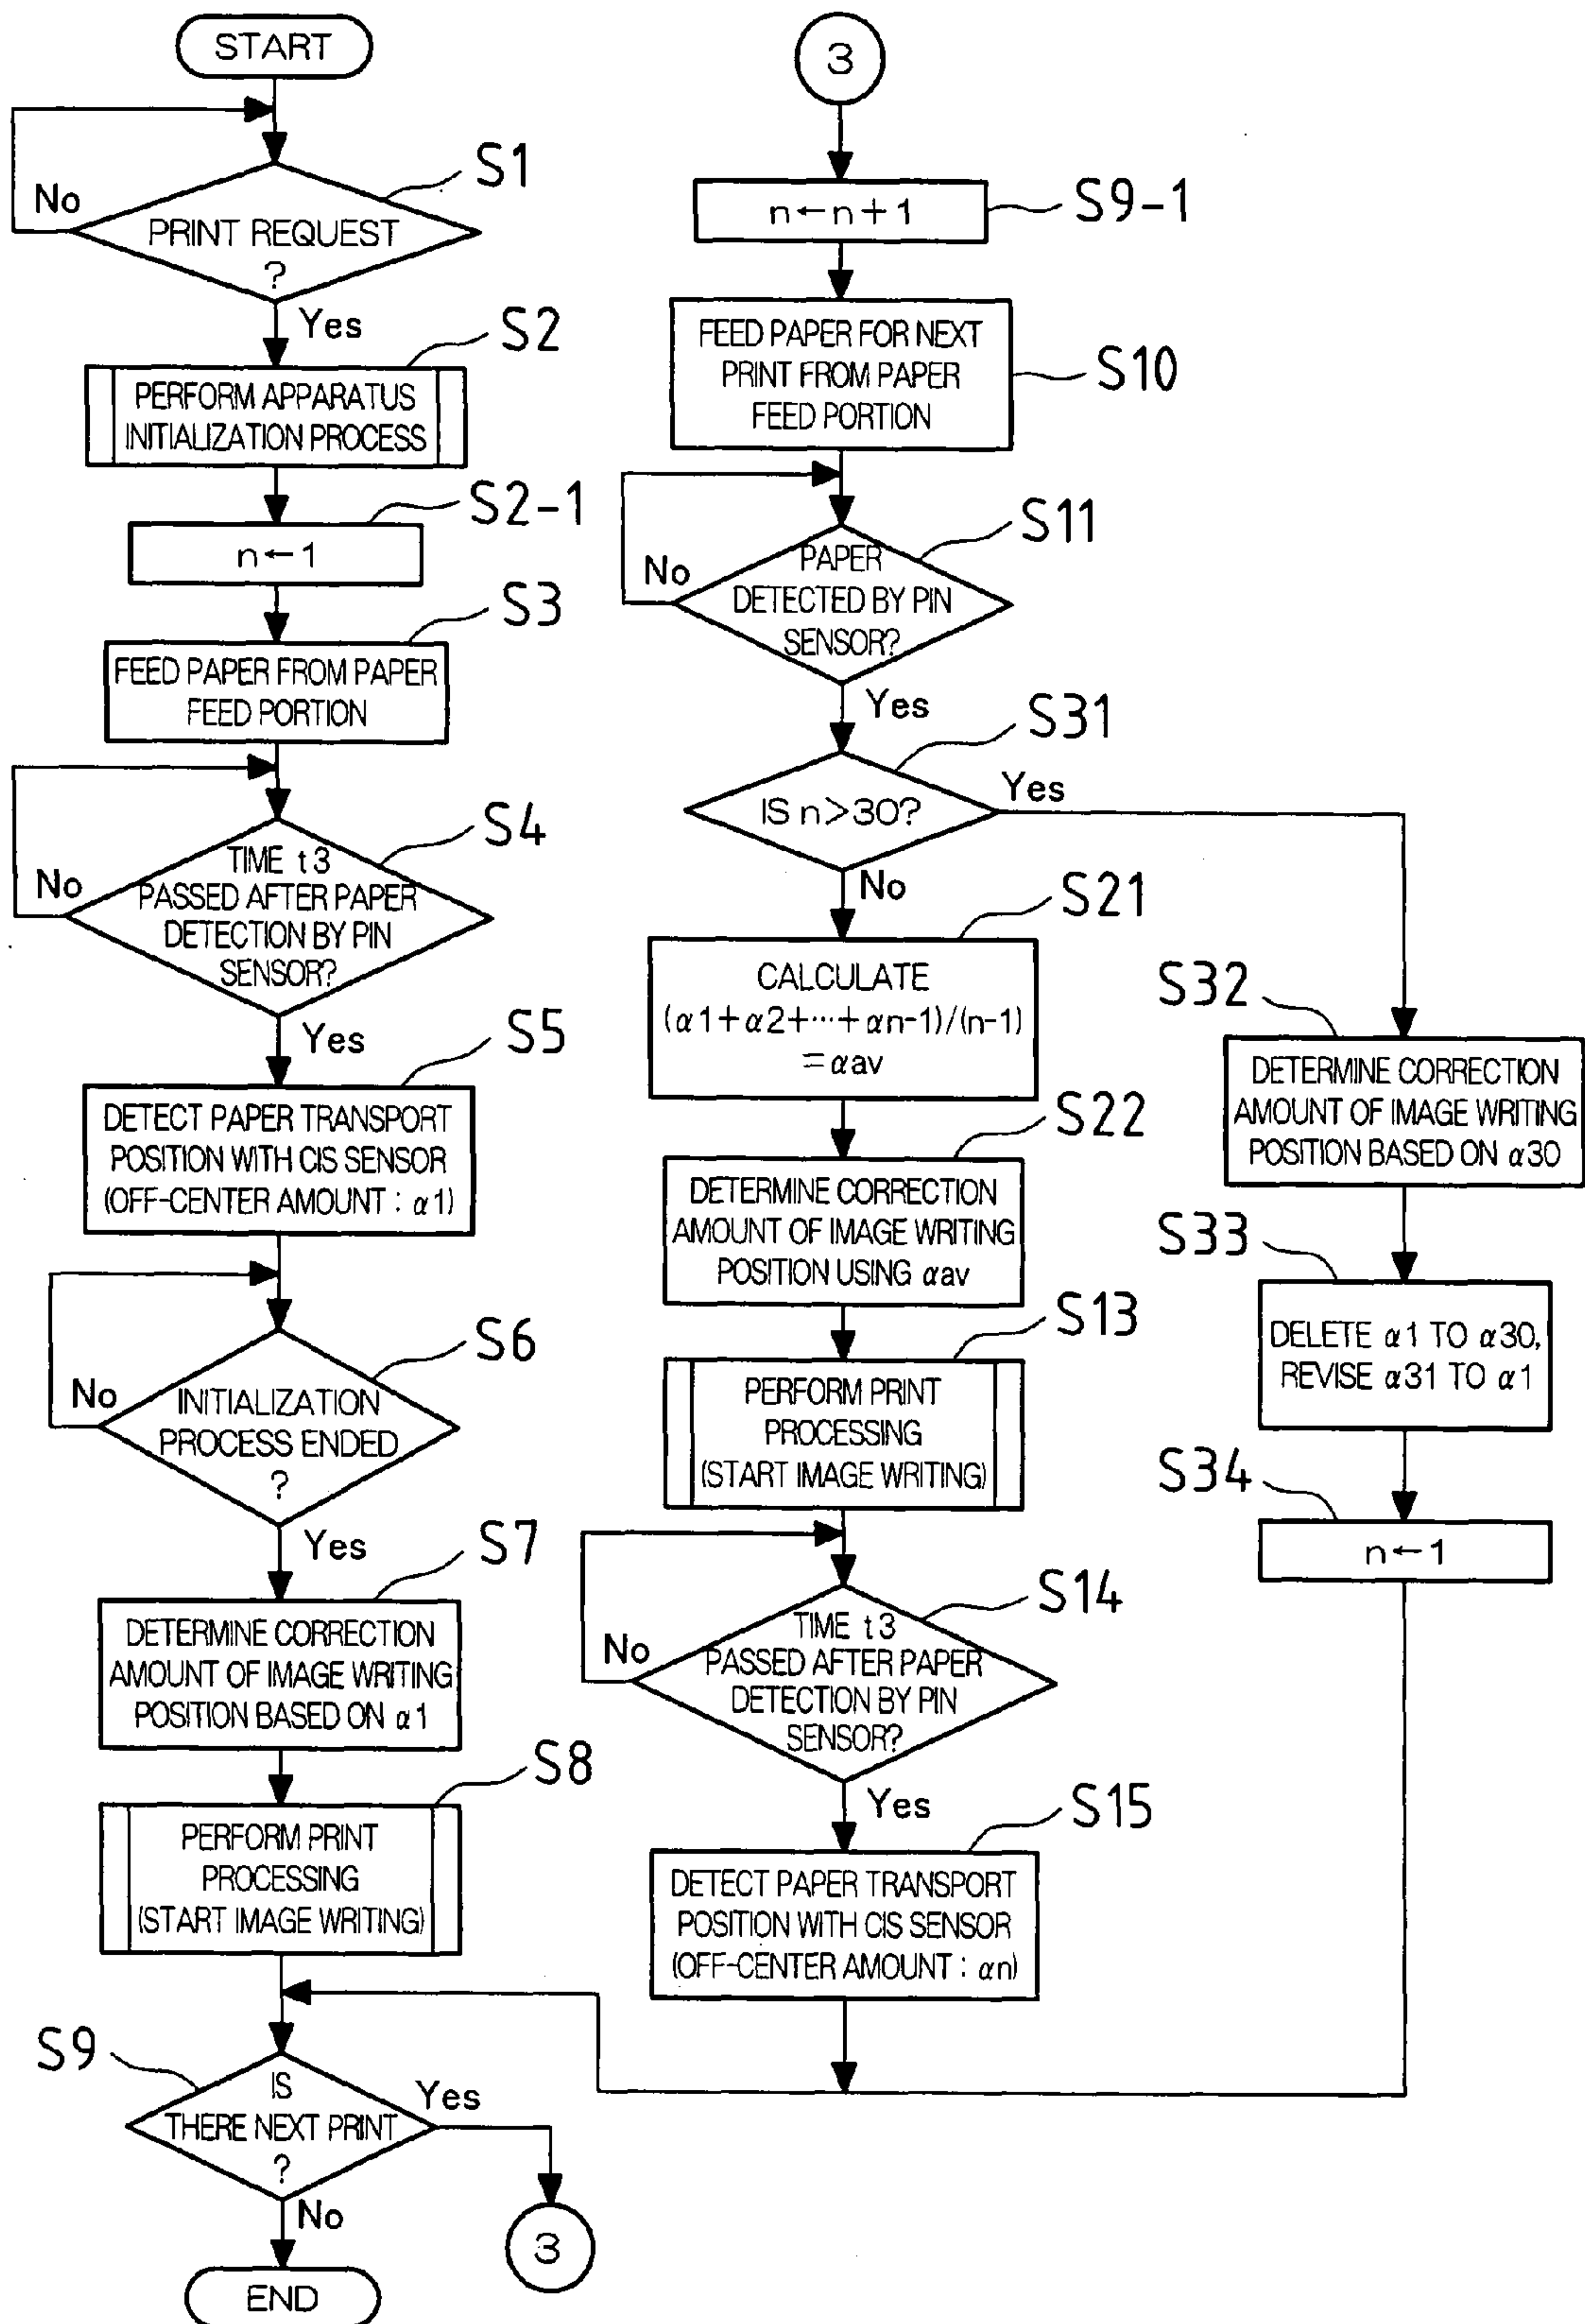 START
S1
No
PRINT REQUEST
?
Yes
S2
PERFORM APPARATUS
INITIALIZATION PROCESS
S2-1
n←1
S3
FEED PAPER FROM PAPER
FEED PORTION
S4
No
TIME t3
PASSED AFTER PAPER
DETECTION BY PIN
SENSOR?
Yes
S5
DETECT PAPER TRANSPORT
POSITION WITH CIS SENSOR
(OFF-CENTER AMOUNT : α1)
S6
No
INITIALIZATION
PROCESS ENDED
?
Yes
S7
DETERMINE CORRECTION
AMOUNT OF IMAGE WRITING
POSITION BASED ON α1
S8
PERFORM PRINT
PROCESSING
(START IMAGE WRITING)
S9
IS
THERE NEXT PRINT
?
Yes
No
3
END
3
n←n+1
S9-1
FEED PAPER FOR NEXT
PRINT FROM PAPER
FEED PORTION
S10
S11
No
PAPER
DETECTED BY PIN
SENSOR?
Yes
S31
IS n>30?
Yes
No
S21
CALCULATE
(α1+α2+···+αn-1)/(n-1)
=αav
S22
DETERMINE CORRECTION
AMOUNT OF IMAGE WRITING
POSITION USING αav
S13
PERFORM PRINT
PROCESSING
(START IMAGE WRITING)
S14
No
TIME t3
PASSED AFTER PAPER
DETECTION BY PIN
SENSOR?
Yes
S15
DETECT PAPER TRANSPORT
POSITION WITH CIS SENSOR
(OFF-CENTER AMOUNT : αn)
S32
DETERMINE CORRECTION
AMOUNT OF IMAGE WRITING
POSITION BASED ON α30
S33
DELETE α1 TO α30,
REVISE α31 TO α1
S34
n←1